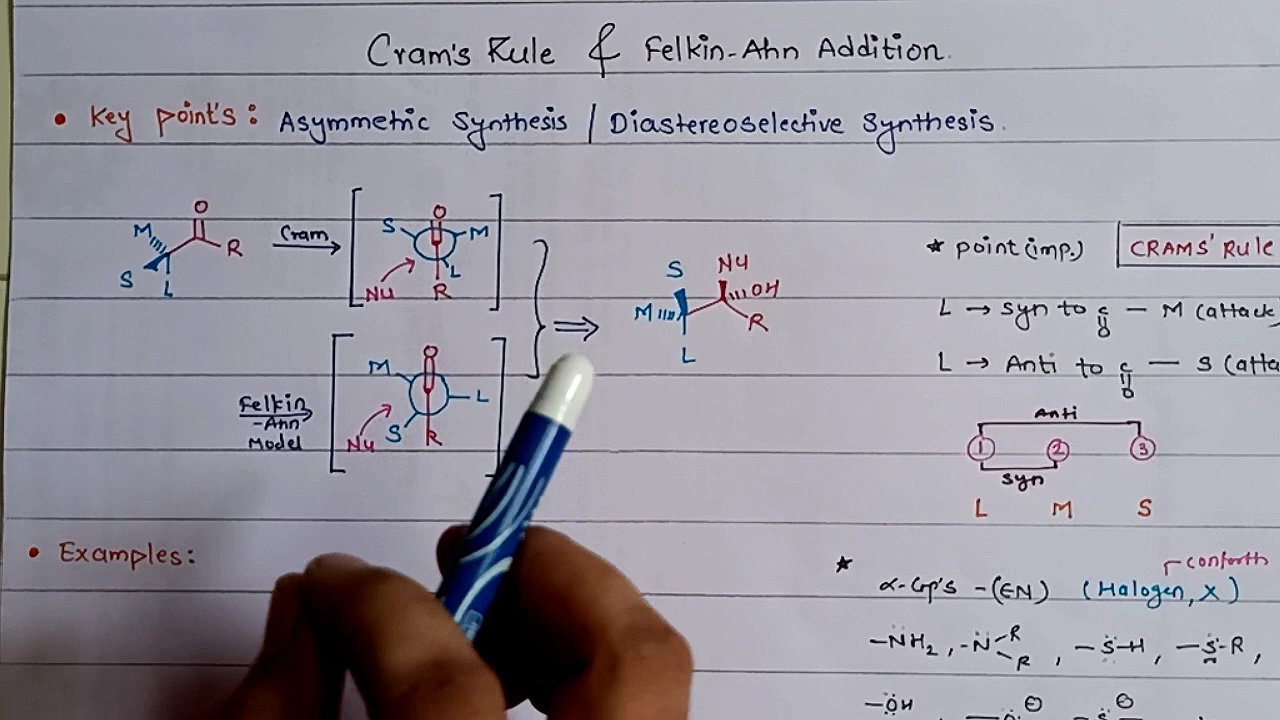 Cram's Rule & Felkin-Ahn Addition.
• Key point's: Asymmetric Synthesis / Diastereoselective Synthesis.
O
M
S
L
R
Cram
O
S
M
L
R
Nu
Felkin
-Ahn
Model
O
M
L
S
R
Nu
⇒
S
Nu
M
OH
R
L
* point (imp.)
CRAMS' RULE
L → syn to C=O — M (attack
L → Anti to C=O — S (atta
Anti
① ② ③
syn
L M S
• Examples:
* conforth
α-Gp's - (EN) (Halogen, X)
-NH₂, -N-R R, -S-H, -S-R,
-OH